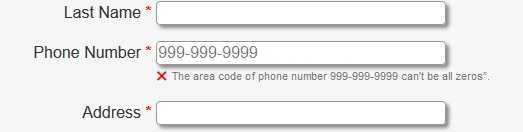 Last Name *
Phone Number * 999-999-9999
The area code of phone number 999-999-9999 can't be all zeros”.
Address *